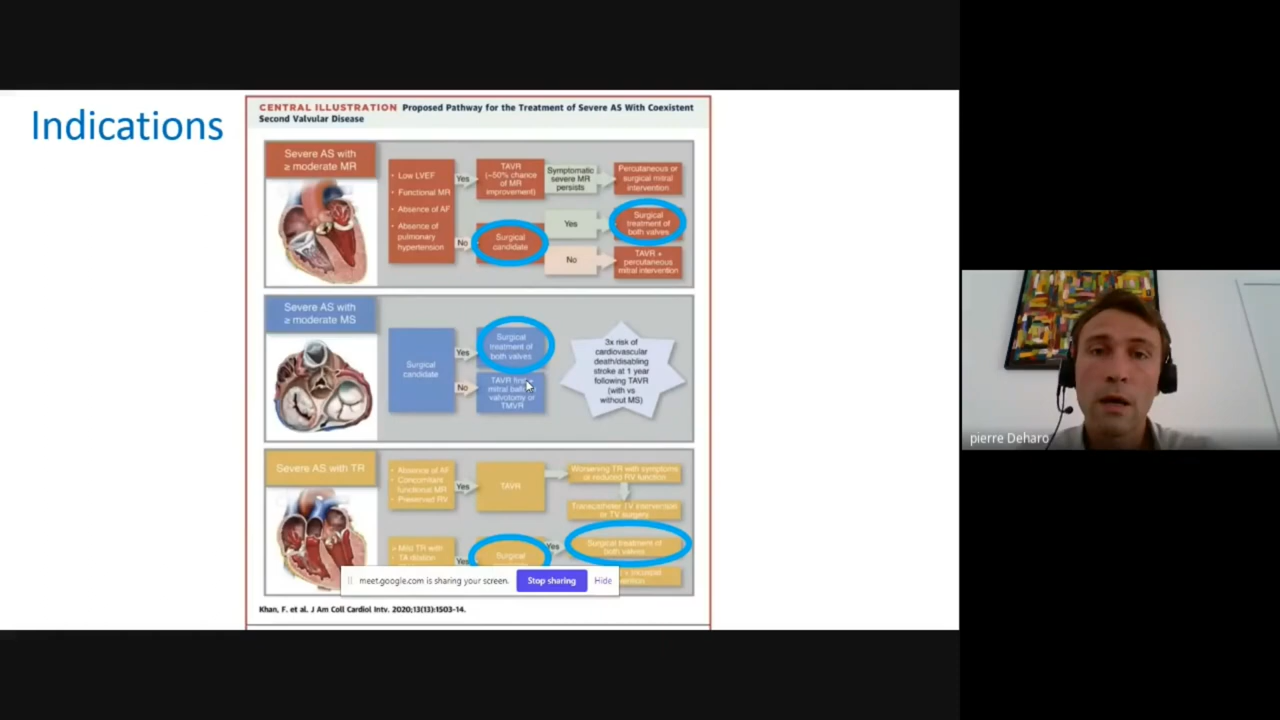 Indications
CENTRAL ILLUSTRATION Proposed Pathway for the Treatment of Severe AS With Coexistent
Second Valvular Disease
Severe AS with
≥ moderate MR
• Low LVEF
• Functional MR
• Absence of AF
• Absence of
pulmonary
hypertension
Yes
TAVR
(~50% chance
of MR
improvement)
Symptomatic
severe MR
persists
Percutaneous or
surgical mitral
intervention
No
Surgical
candidate
Yes
Surgical
treatment of
both valves
No
TAVR +
percutaneous
mitral intervention
Severe AS with
≥ moderate MS
Surgical
candidate
Yes
Surgical
treatment of
both valves
No
TAVR first
mitral
valvotomy or
TMVR
3x risk of
cardiovascular
death/disabling
stroke at 1 year
following TAVR
(with vs
without MS)
Severe AS with TR
• Absence of AF
• Concomitant
functional MR
• Preserved RV
Yes
TAVR
Worsening TR with symptoms
or reduced RV function
Transcatheter TV intervention
or TV surgery
Mild TR with
TA dilation
Yes
Surgical
Yes
Surgical treatment of
both valves
meet.google.com is sharing your screen.
Stop sharing
Hide
Khan, F. et al. J Am Coll Cardiol Intv. 2020;13(13):1503-14.
pierre Deharo